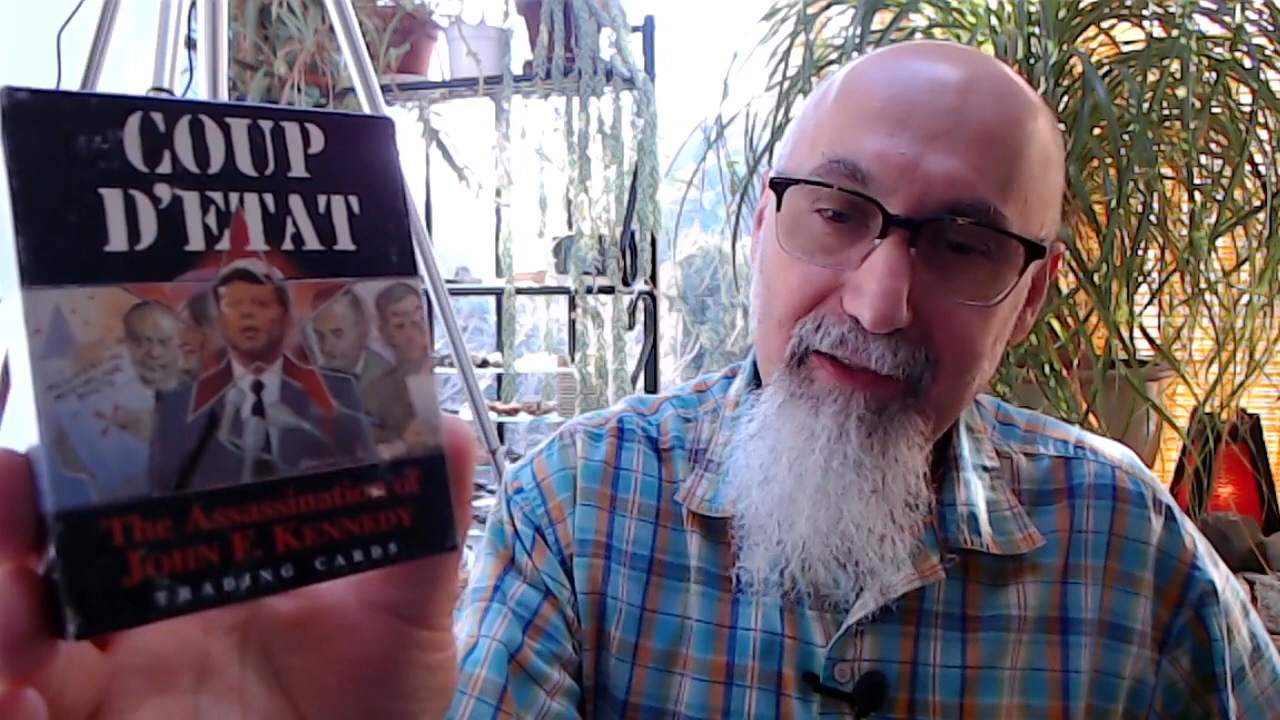 COUP
D'ETAT
The Assassination of
JOHN F. KENNEDY
TRADING CARDS